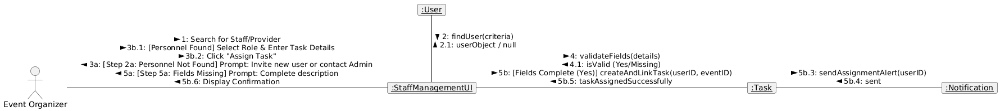 :User
2: findUser(criteria)
2.1: userObject / null
1: Search for Staff/Provider
3b.1: [Personnel Found] Select Role & Enter Task Details
3b.2: Click "Assign Task"
3a: [Step 2a: Personnel Not Found] Prompt: Invite new user or contact Admin
5a: [Step 5a: Fields Missing] Prompt: Complete description
5b.6: Display Confirmation
4: validateFields(details)
4.1: isValid (Yes/Missing)
5b: [Fields Complete (Yes)] createAndLinkTask(userID, eventID)
5b.5: taskAssignedSuccessfully
5b.3: sendAssignmentAlert(userID)
5b.4: sent
Event Organizer
:StaffManagementUI
:Task
:Notification